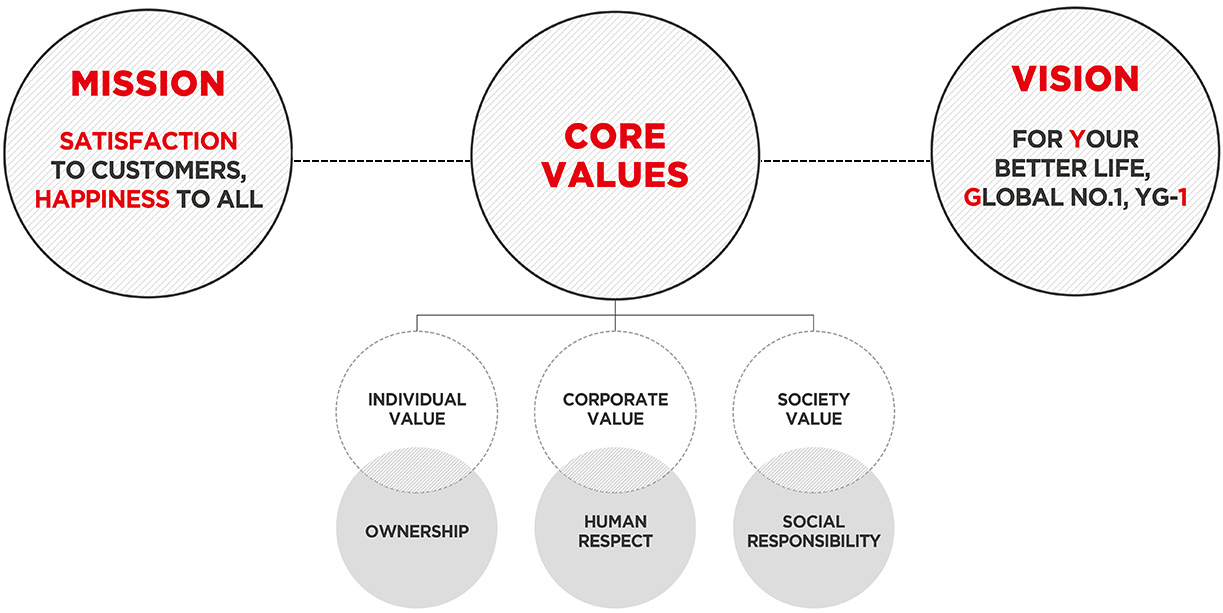 MISSION
SATISFACTION
TO CUSTOMERS,
HAPPINESS TO ALL
CORE
VALUES
VISION
FOR YOUR
BETTER LIFE,
GLOBAL NO.1, YG-1
INDIVIDUAL
VALUE
OWNERSHIP
CORPORATE
VALUE
HUMAN
RESPECT
SOCIETY
VALUE
SOCIAL
RESPONSIBILITY